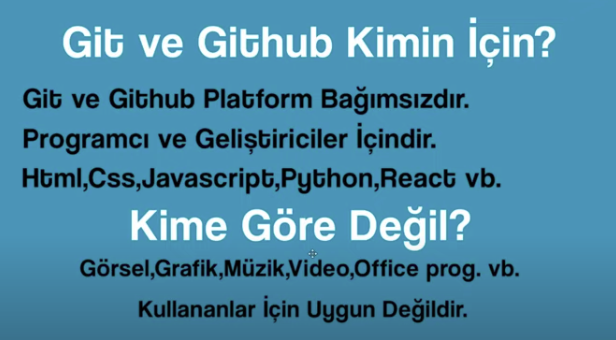 Git ve Github Kimin İçin?
Git ve Github Platform Bağımsızdır.
Programcı ve Geliştiriciler İçindir.
Html,Css,Javascript,Python,React vb.
Kime Göre Değil?
Görsel,Grafik,Müzik,Video,Office prog. vb.
Kullananlar İçin Uygun Değildir.